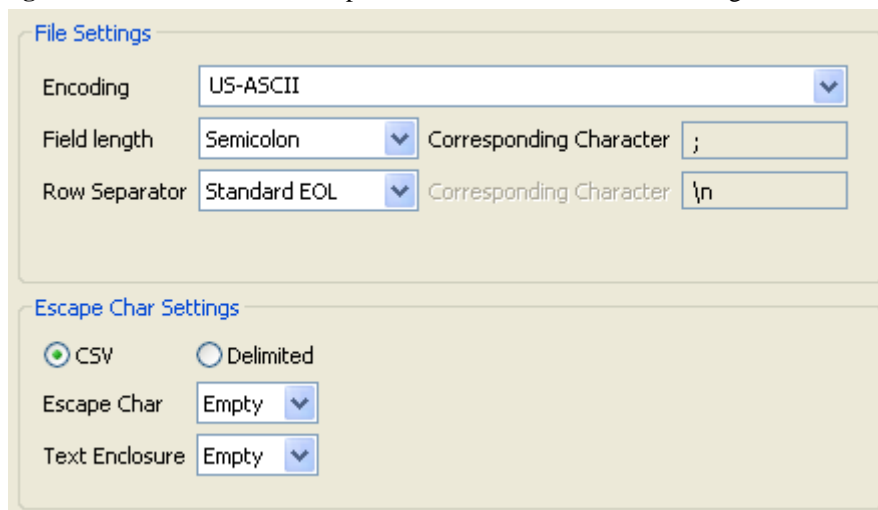 File Settings
Encoding US-ASCII
Field length Semicolon Corresponding Character ;
Row Separator Standard EOL Corresponding Character \n
Escape Char Settings
CSV Delimited
Escape Char Empty
Text Enclosure Empty